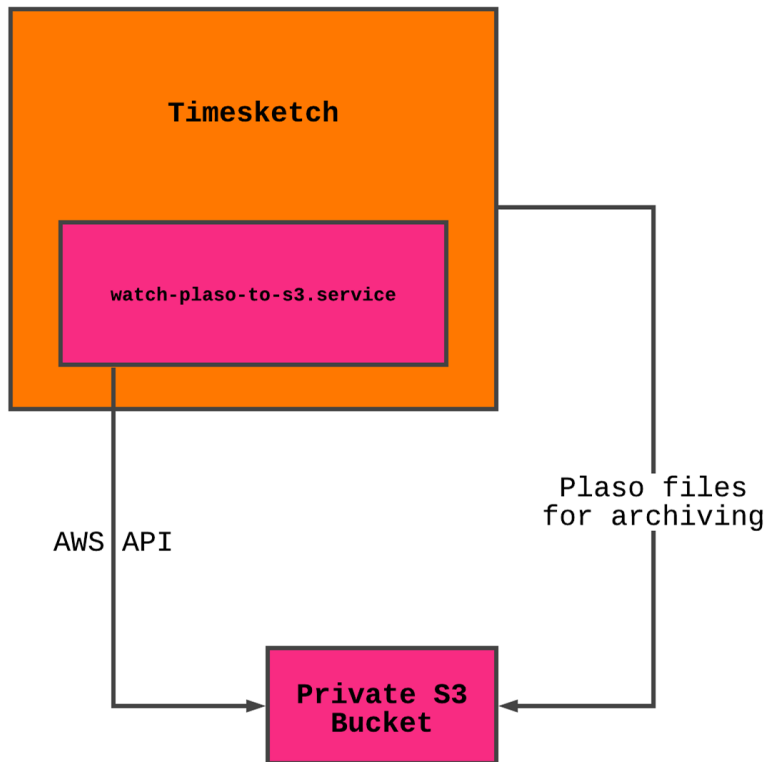 Timesketch
watch-plaso-to-s3.service
Plaso files
for archiving
AWS API
Private S3
Bucket